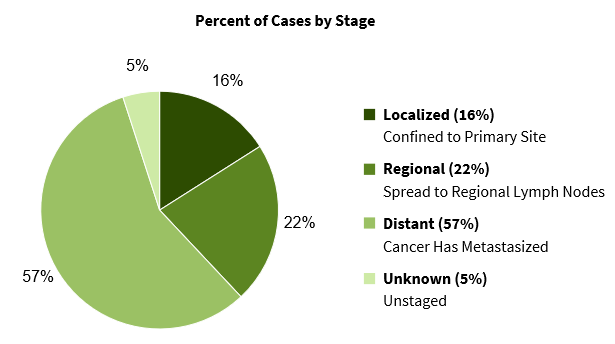 Percent of Cases by Stage
5%
16%
22%
57%
Localized (16%)
Confined to Primary Site
Regional (22%)
Spread to Regional Lymph Nodes
Distant (57%)
Cancer Has Metastasized
Unknown (5%)
Unstaged